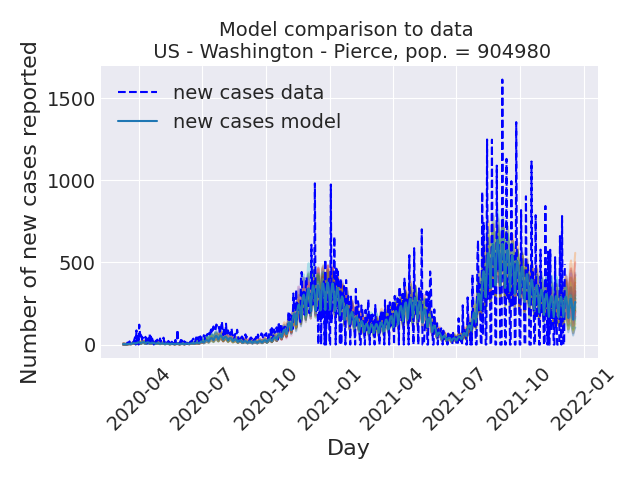 Model comparison to data
US - Washington - Pierce, pop. = 904980
Number of new cases reported
new cases data
new cases model
1500
1000
500
0
2020-04
2020-07
2020-10
2021-01
2021-04
2021-07
2021-10
2022-01
Day